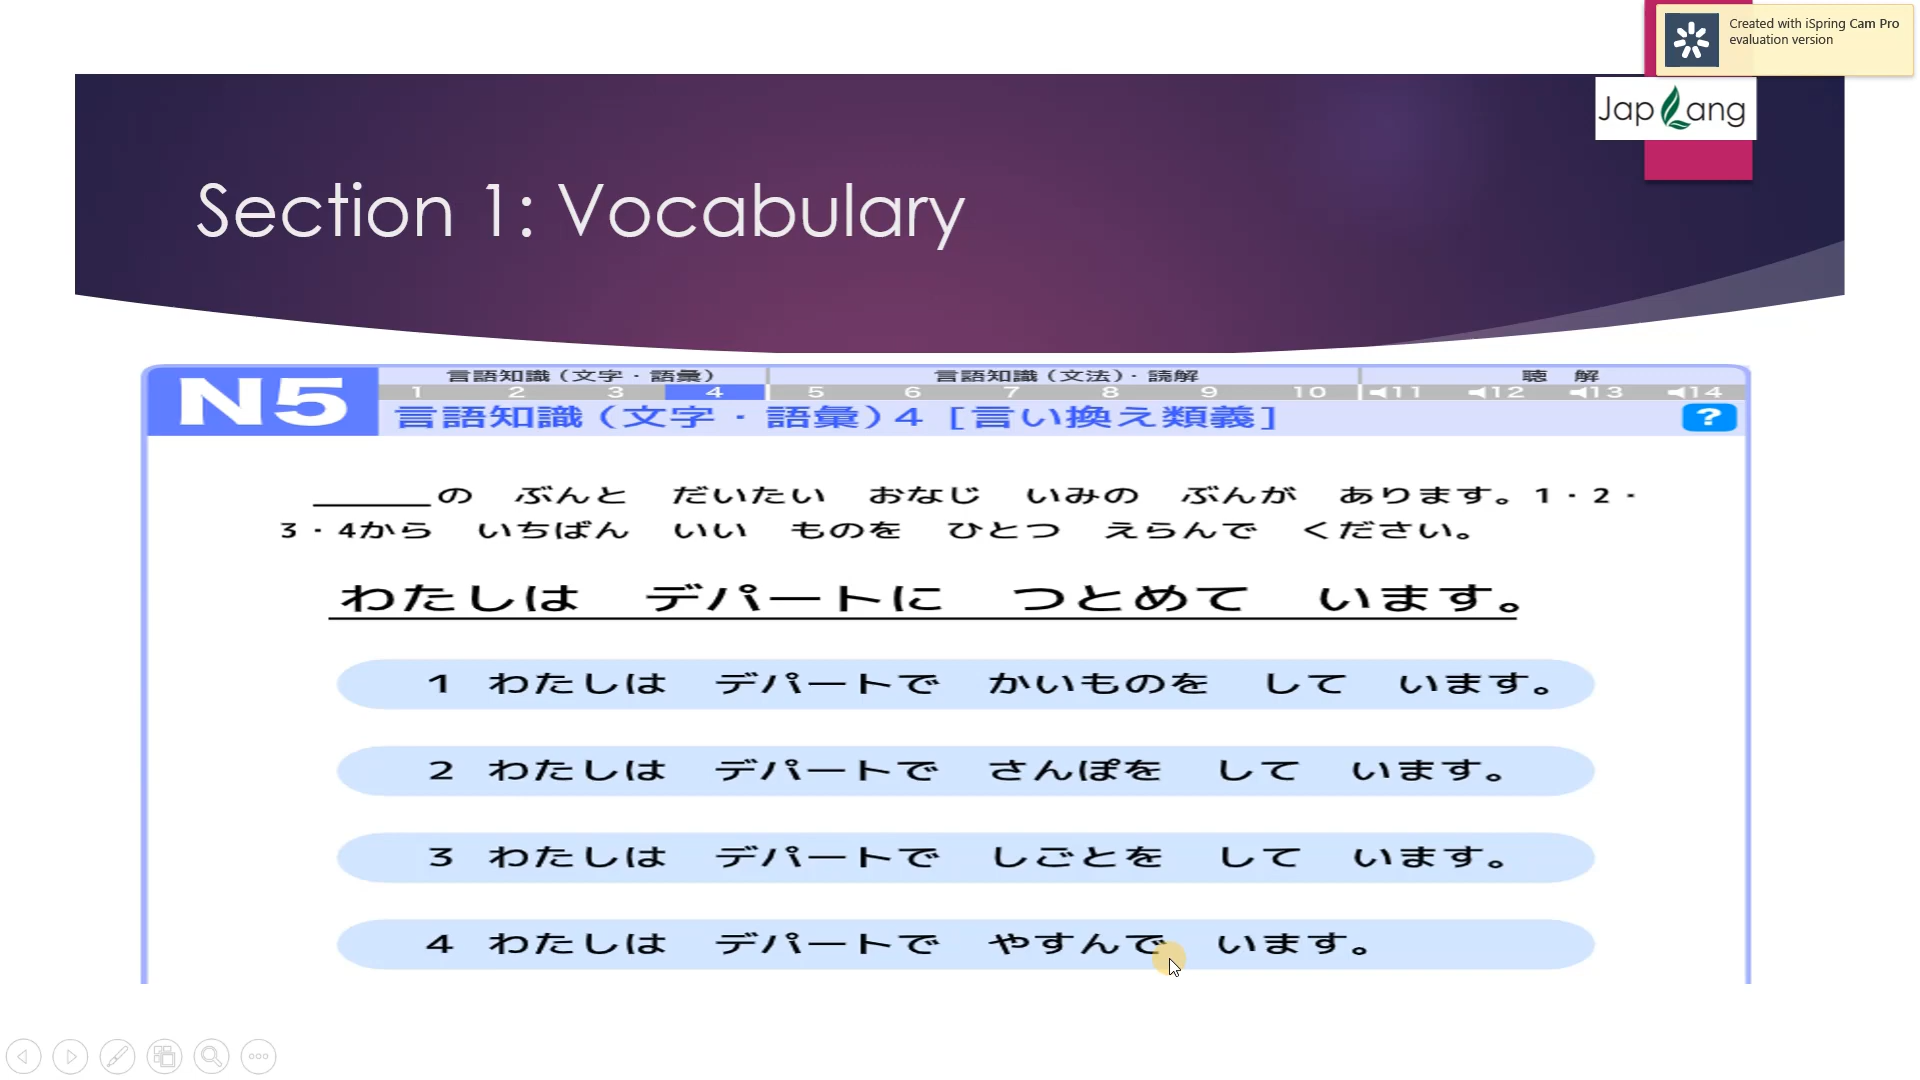 Created with iSpring Cam Pro
evaluation version
Jap Lang
Section 1: Vocabulary
N5
言語知識（文字・語彙） 言語知識（文法）・読解 聴 解
1 2 3 4 5 6 7 8 9 10 11 12 13 14
言語知識（文字・語彙）4 ［言い換え類義］ ?
＿＿＿の ぶんと だいたい おなじ いみの ぶんが あります。1・2・
3・4から いちばん いい ものを ひとつ えらんで ください。
わたしは デパートに つとめて います。
1 わたしは デパートで かいものを して います。
2 わたしは デパートで さんぽを して います。
3 わたしは デパートで しごとを して います。
4 わたしは デパートで やすんで います。